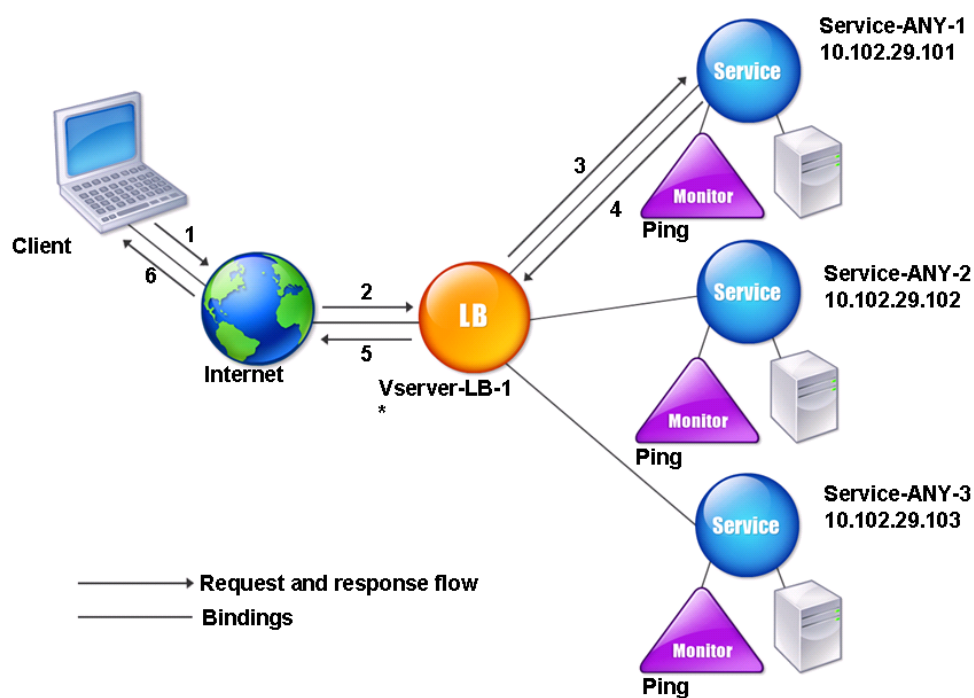 Service-ANY-1
10.102.29.101
Service
3
4
Monitor
Ping
Client
1
6
2
5
LB
Internet
Vserver-LB-1
*
Service-ANY-2
10.102.29.102
Service
Monitor
Ping
Service-ANY-3
10.102.29.103
Service
Monitor
Ping
Request and response flow
Bindings